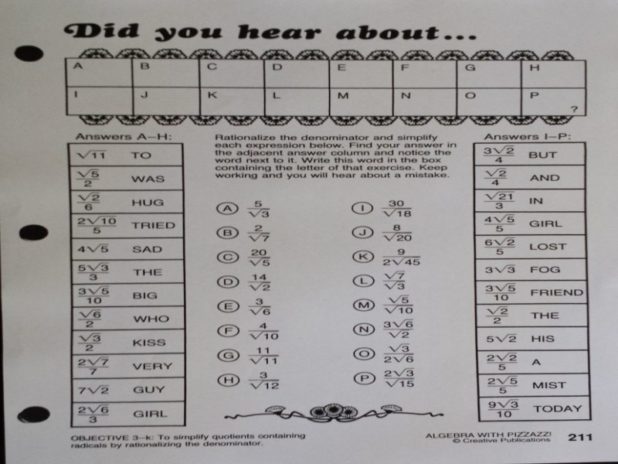 Did you hear about...
A B C D E F G H
I J K L M N O P ?
Answers A–H:
√11 TO
√5/2 WAS
√2/6 HUG
2√10/5 TRIED
4√5 SAD
5√3/3 THE
3√5/10 BIG
√6/2 WHO
√3/2 KISS
2√7/7 VERY
7√2 GUY
2√6/3 GIRL
Rationalize the denominator and simplify
each expression below. Find your answer in
the adjacent answer column and notice the
word next to it. Write this word in the box
containing the letter of that exercise. Keep
working and you will hear about a mistake.
A 5/√3
B 2/√7
C 20/√5
D 14/√2
E 3/√6
F 4/√10
G 11/√11
H 3/√12
I 30/√18
J 8/√20
K 9/2√45
L √7/√3
M √5/√10
N 3√6/√2
O √3/2√6
P 2√3/√15
Answers I–P:
3√2/4 BUT
√2/4 AND
√21/3 IN
4√5/5 GIRL
6√2/5 LOST
3√3 FOG
3√5/10 FRIEND
√2/2 THE
5√2 HIS
2√2/5 A
2√5/5 MIST
9√3/10 TODAY
OBJECTIVE 3–k: To simplify quotients containing
radicals by rationalizing the denominator.
ALGEBRA WITH PIZZAZZ!
© Creative Publications
211